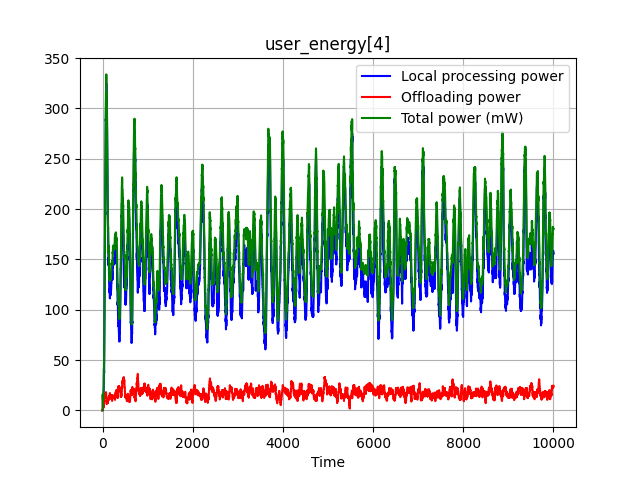 user_energy[4]
350
300
250
200
150
100
50
0
Local processing power
Offloading power
Total power (mW)
0 2000 4000 6000 8000 10000
Time